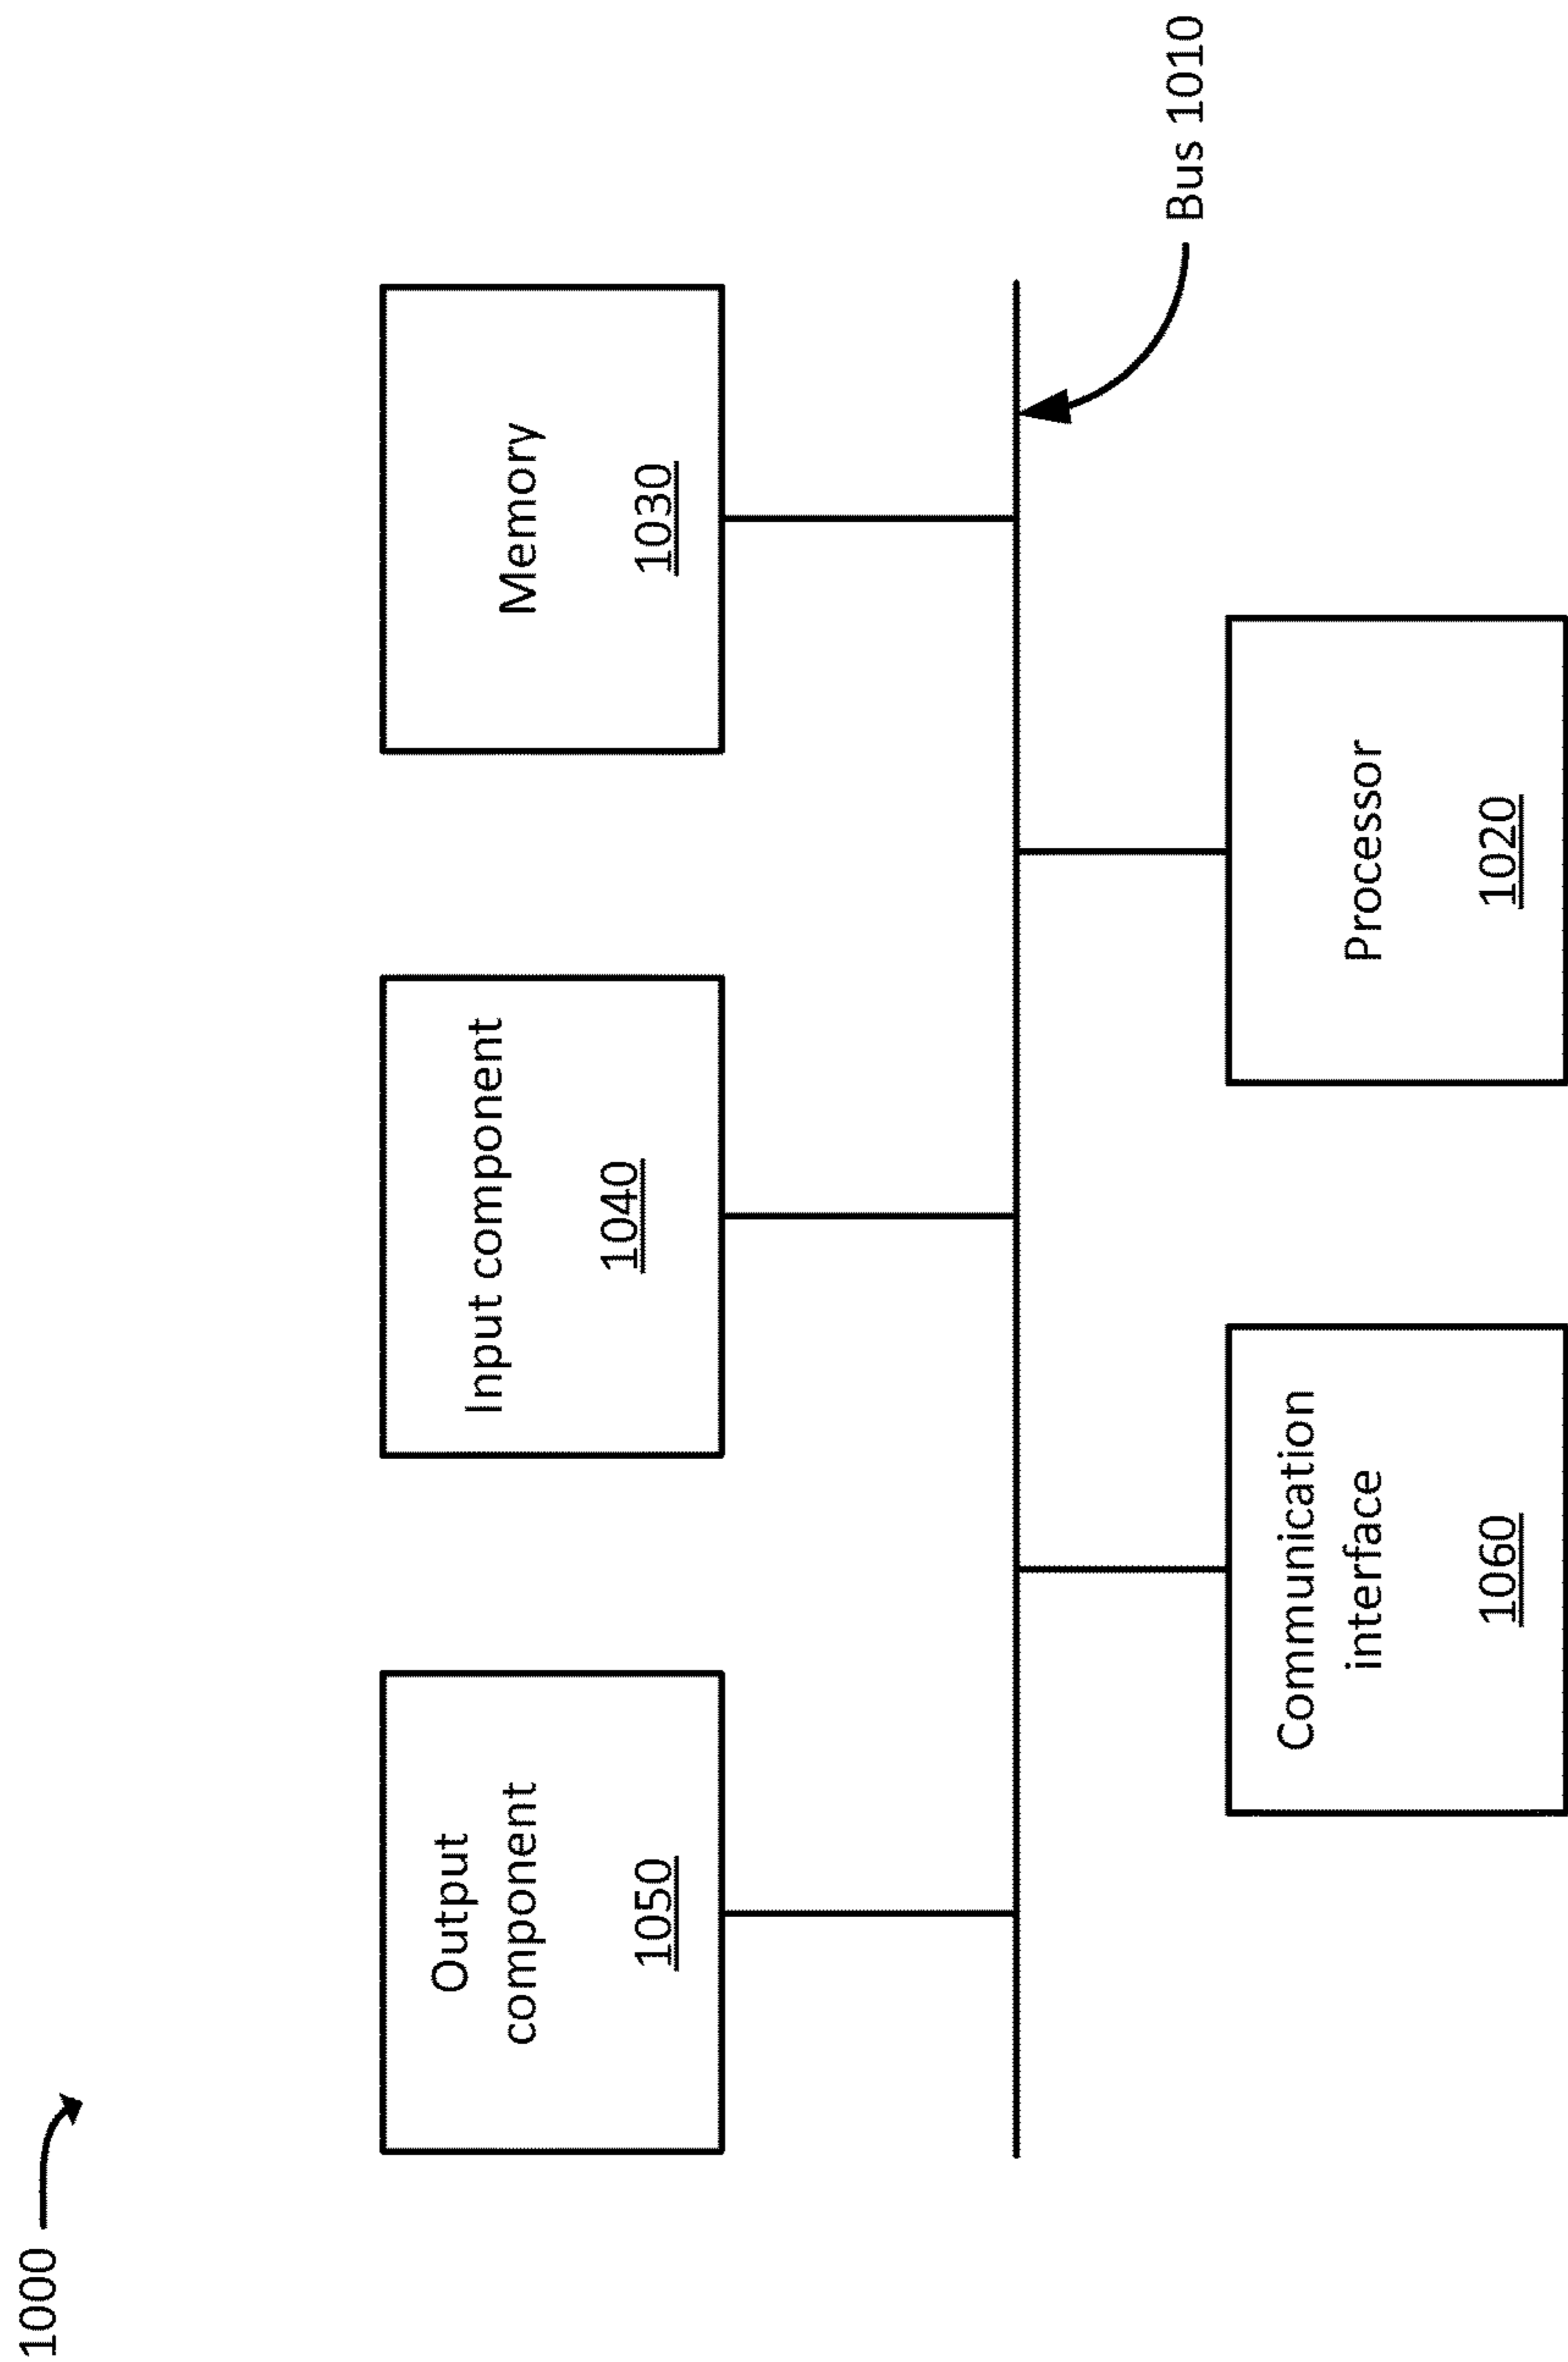 1000
Output
component
1050
Input component
1040
Memory
1030
Bus 1010
Communication
interface
1060
Processor
1020